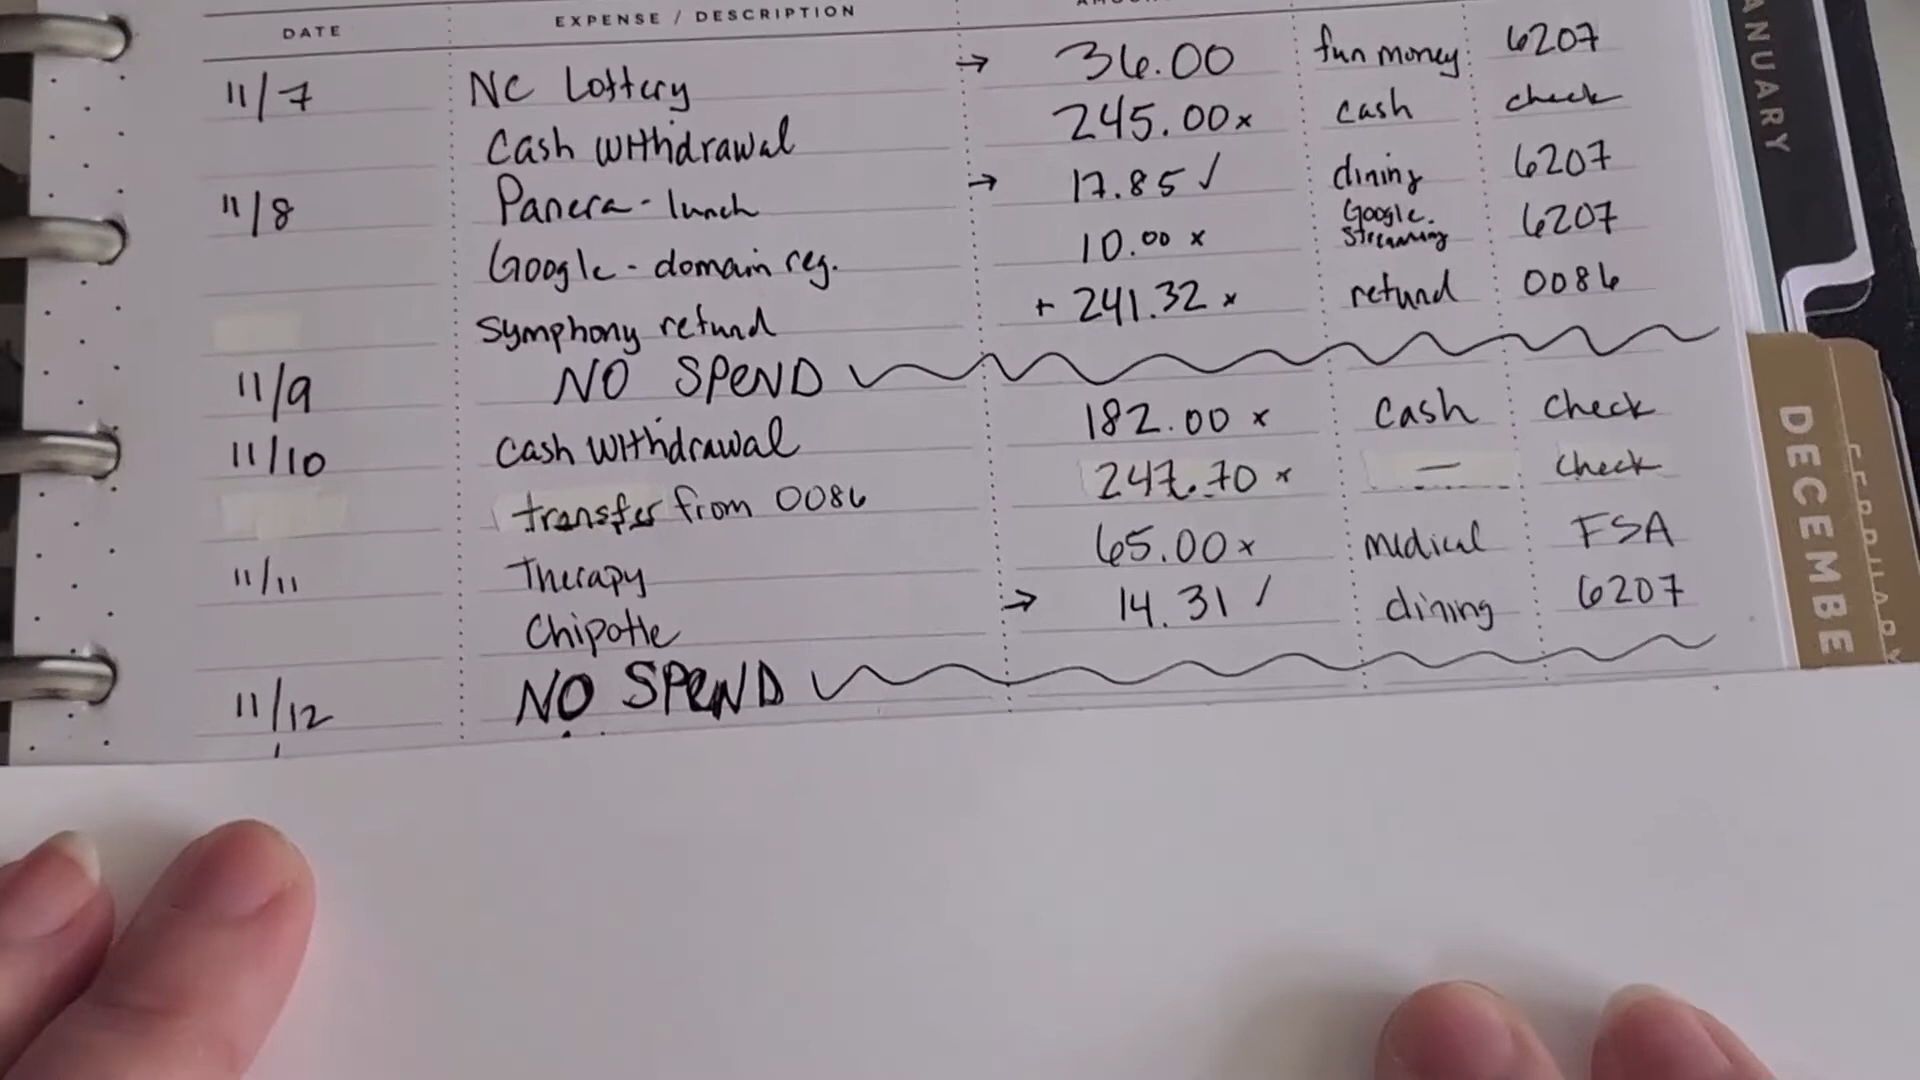 DATE EXPENSE / DESCRIPTION
11/7 NC Lottery → 36.00 fun money 6207
Cash withdrawal 245.00 x cash check
11/8 Panera - lunch → 17.85 ✓ dining 6207
Google - domain reg. 10.00 x Google. Streaming 6207
Symphony refund + 241.32 x refund 0086
11/9 NO SPEND
11/10 Cash withdrawal 182.00 x cash check
transfer from 0086 247.70 x — check
11/11 Therapy 65.00 x medical FSA
Chipotle → 14.31 ✓ dining 6207
11/12 NO SPEND
ANUARY
DECEMBE